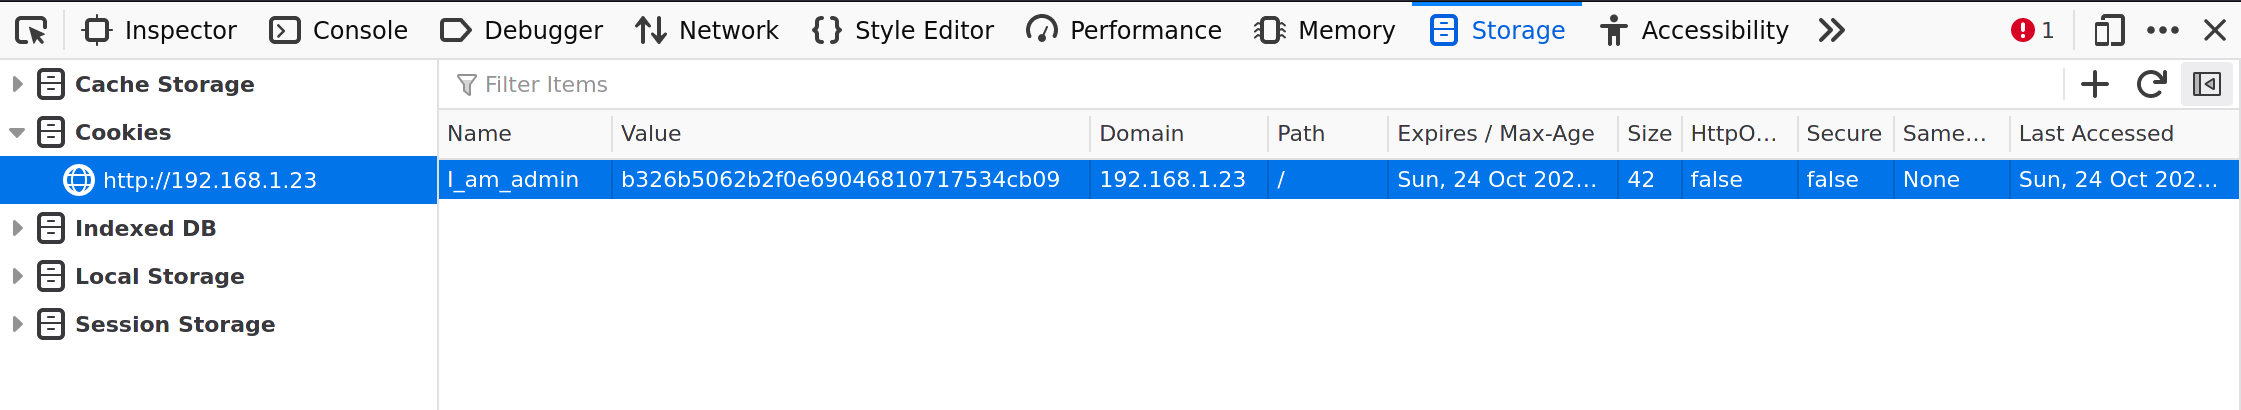 Inspector Console Debugger Network Style Editor Performance Memory Storage Accessibility 1
Cache Storage
Cookies
http://192.168.1.23
Indexed DB
Local Storage
Session Storage
Filter Items
Name Value Domain Path Expires / Max-Age Size HttpO... Secure Same... Last Accessed
I_am_admin b326b5062b2f0e69046810717534cb09 192.168.1.23 / Sun, 24 Oct 202... 42 false false None Sun, 24 Oct 202...